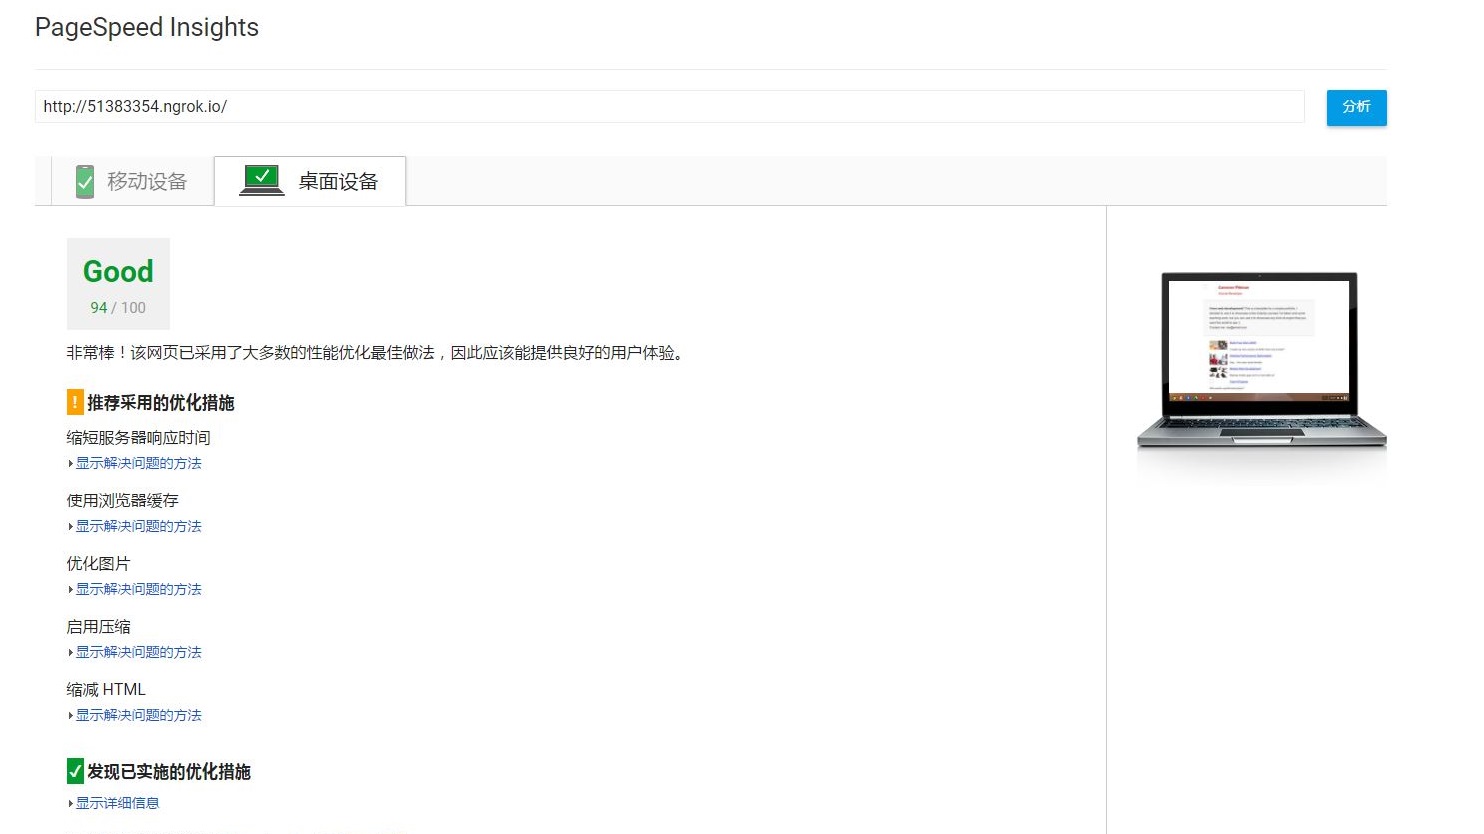 PageSpeed Insights
http://51383354.ngrok.io/
分析
移动设备
桌面设备
Good
94 / 100
非常棒！该网页已采用了大多数的性能优化最佳做法，因此应该能提供良好的用户体验。
! 推荐采用的优化措施
缩短服务器响应时间
显示解决问题的方法
使用浏览器缓存
显示解决问题的方法
优化图片
显示解决问题的方法
启用压缩
显示解决问题的方法
缩减 HTML
显示解决问题的方法
发现已实施的优化措施
显示详细信息